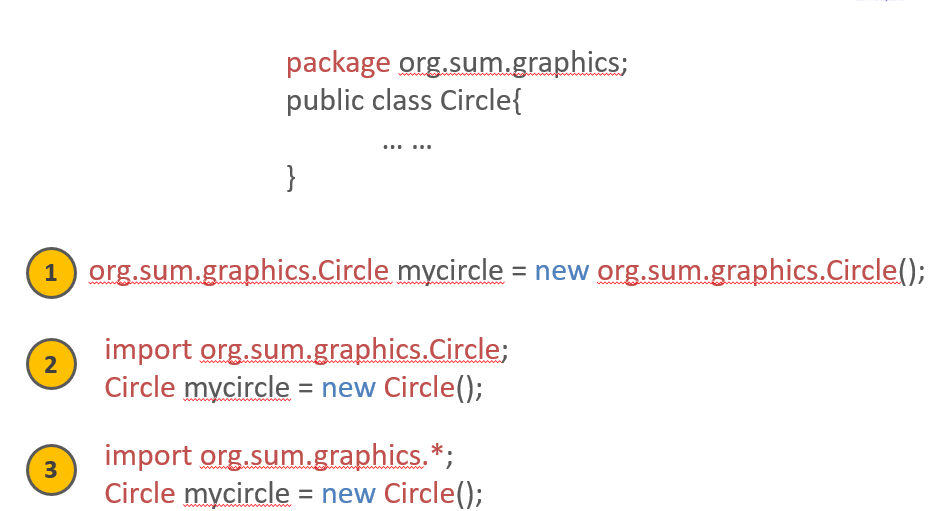 package org.sum.graphics;
public class Circle{
... ...
}
1 org.sum.graphics.Circle mycircle = new org.sum.graphics.Circle();
2 import org.sum.graphics.Circle;
Circle mycircle = new Circle();
3 import org.sum.graphics.*;
Circle mycircle = new Circle();